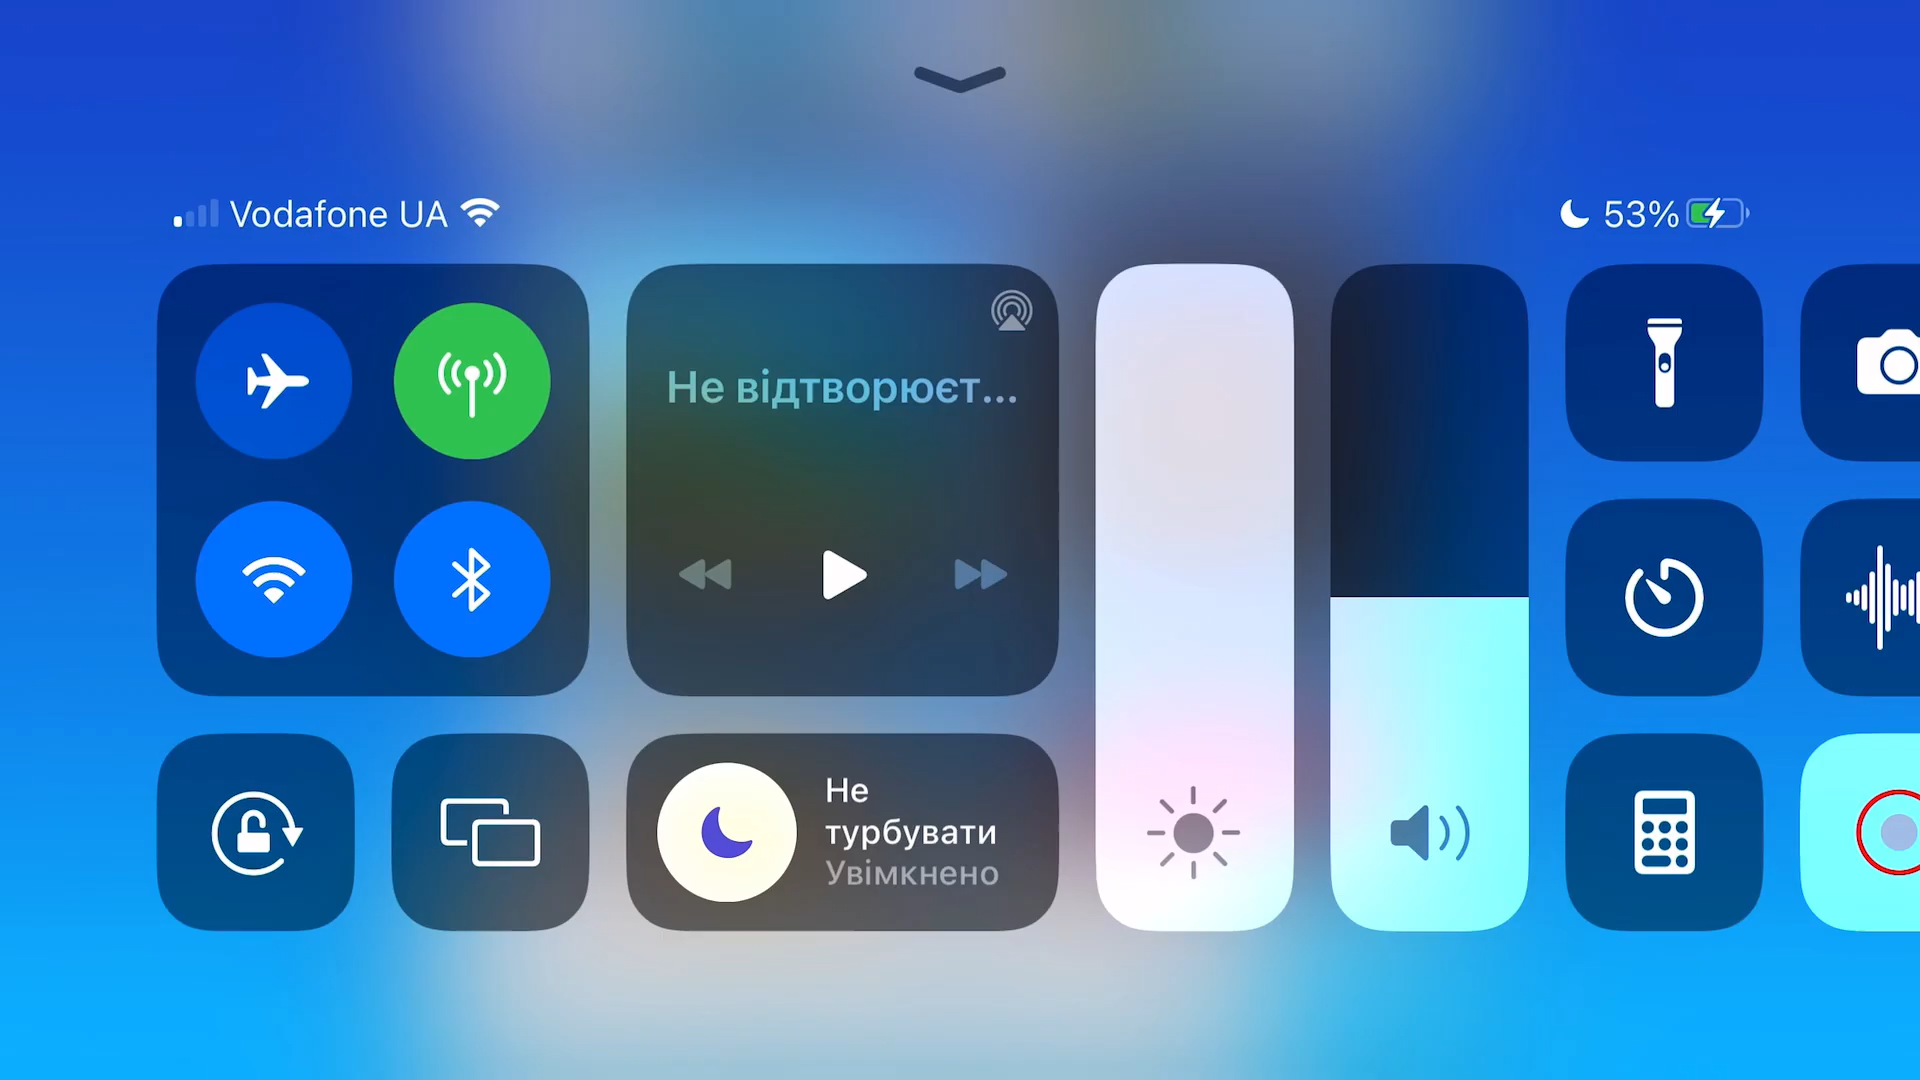 Vodafone UA
53%
Не відтворюєт...
Не
турбувати
Увімкнено